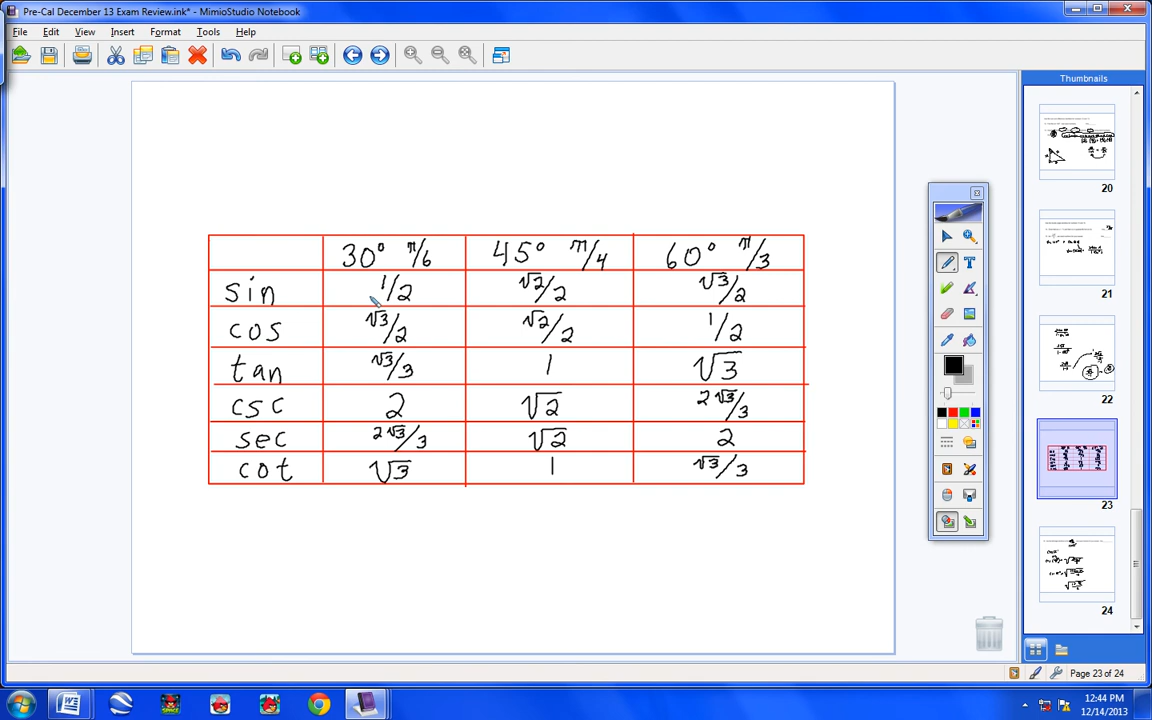 Pre-Cal December 13 Exam Review.ink* - MimioStudio Notebook
File Edit View Insert Format Tools Help
Thumbnails
30° π/6 45° π/4 60° π/3
sin 1/2 √2/2 √3/2
cos √3/2 √2/2 1/2
tan √3/3 1 √3
csc 2 √2 2√3/3
sec 2√3/3 √2 2
cot √3 1 √3/3
20
21
22
23
24
Page 23 of 24
12:44 PM
12/14/2013